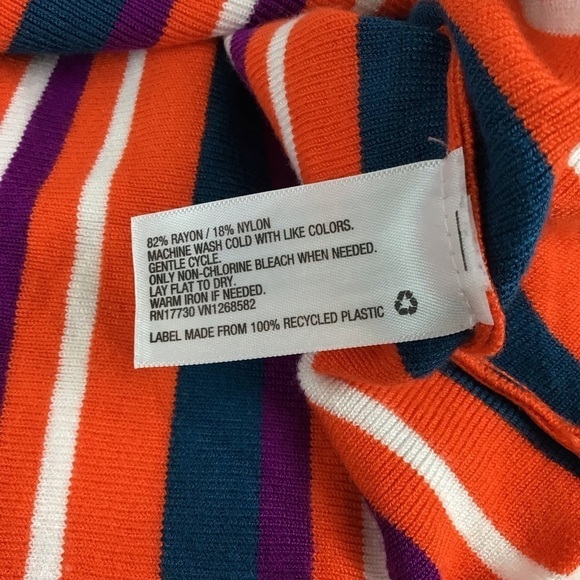 82% RAYON / 18% NYLON
MACHINE WASH COLD WITH LIKE COLORS.
GENTLE CYCLE.
ONLY NON-CHLORINE BLEACH WHEN NEEDED.
LAY FLAT TO DRY.
WARM IRON IF NEEDED.
RN17730 VN1268582
LABEL MADE FROM 100% RECYCLED PLASTIC